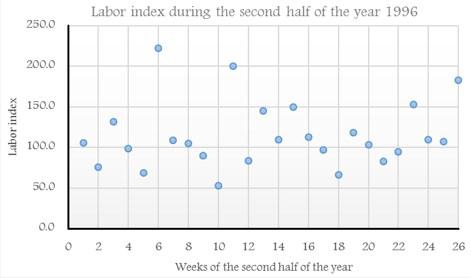 Labor index during the second half of the year 1996
250.0
200.0
150.0
100.0
50.0
0.0
Labor index
0 2 4 6 8 10 12 14 16 18 20 22 24 26
Weeks of the second half of the year